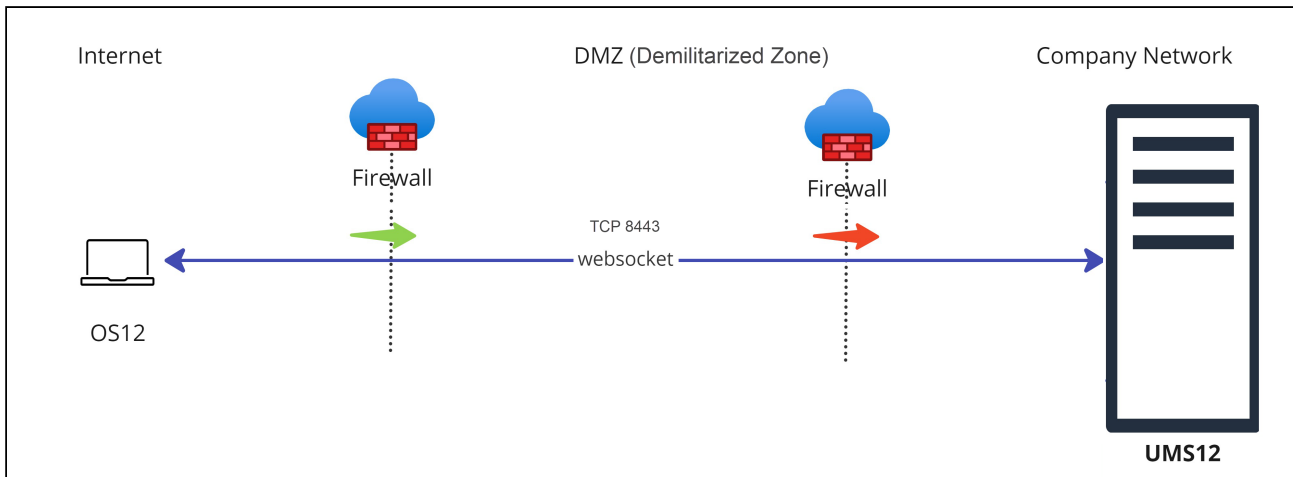 Internet
DMZ (Demilitarized Zone)
Company Network
Firewall
Firewall
TCP 8443
websocket
OS12
UMS12